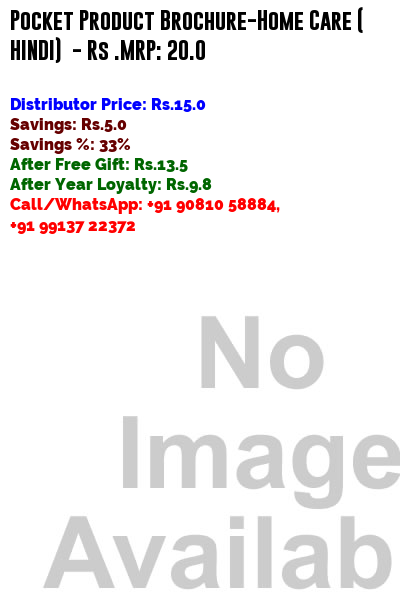 Pocket Product Brochure-Home Care (
Hindi) - Rs .MRP: 20.0
Distributor Price: Rs.15.0
Savings: Rs.5.0
Savings %: 33%
After Free Gift: Rs.13.5
After Year Loyalty: Rs.9.8
Call/WhatsApp: +91 90810 58884,
+91 99137 22372
No
Image
Availab